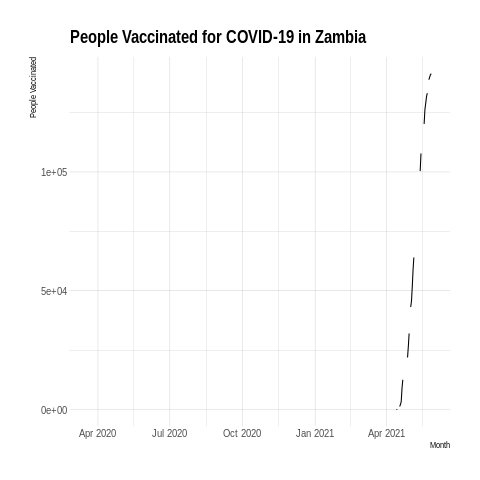 People Vaccinated for COVID-19 in Zambia
People Vaccinated
1e+05
5e+04
0e+00
Apr 2020 Jul 2020 Oct 2020 Jan 2021 Apr 2021
Month